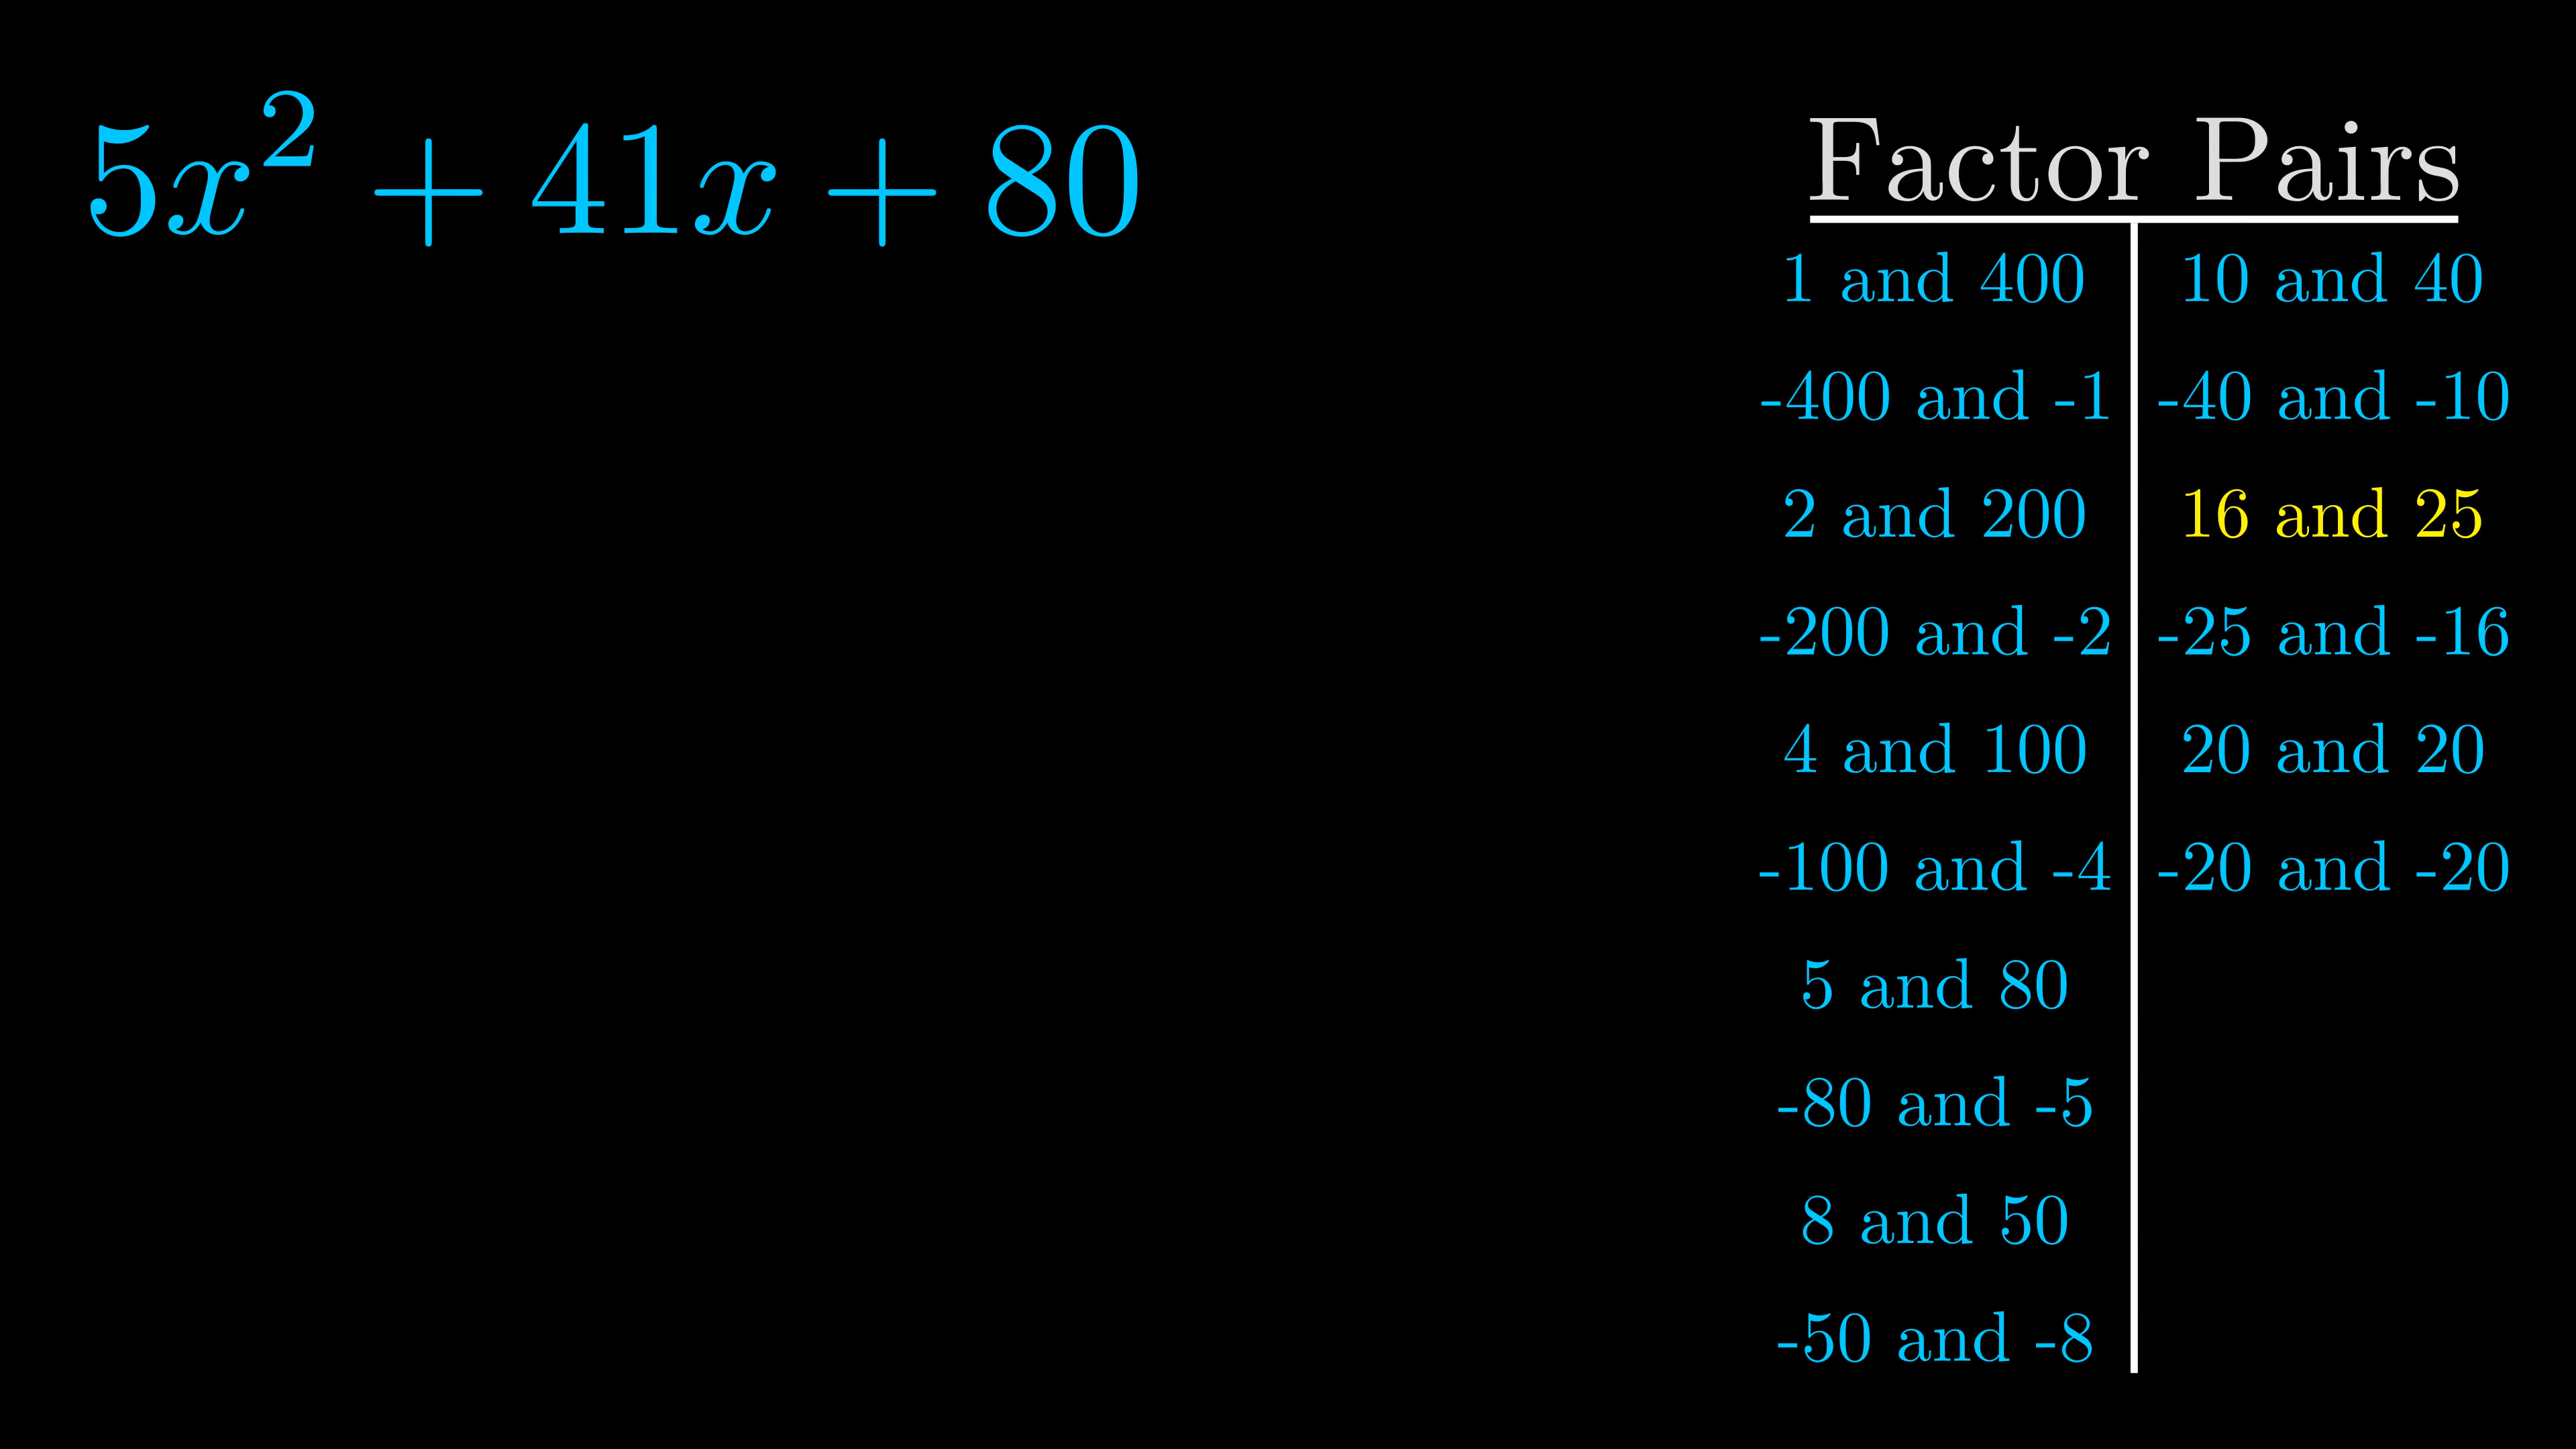 5x² + 41x + 80
Factor Pairs
1 and 400
-400 and -1
2 and 200
-200 and -2
4 and 100
-100 and -4
5 and 80
-80 and -5
8 and 50
-50 and -8
10 and 40
-40 and -10
16 and 25
-25 and -16
20 and 20
-20 and -20